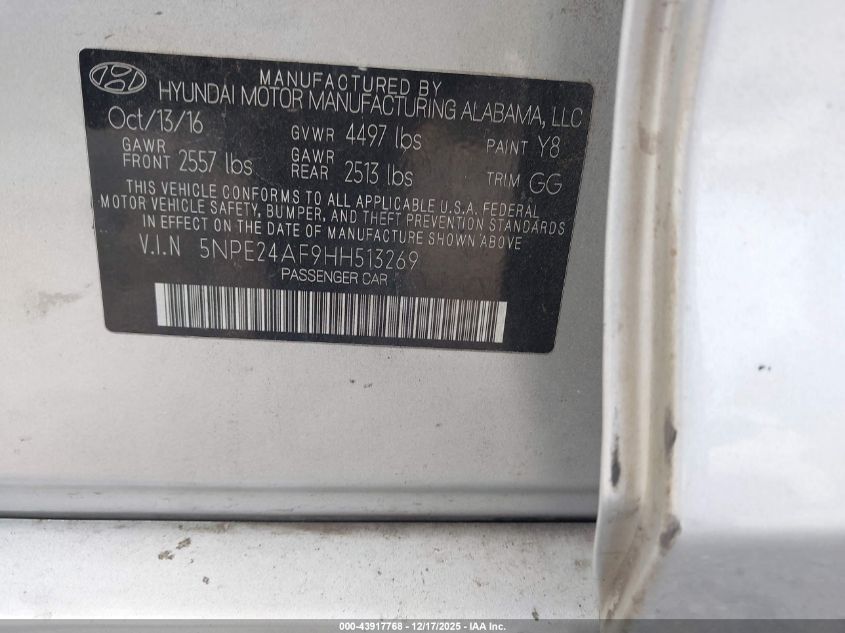 MANUFACTURED BY
HYUNDAI MOTOR MANUFACTURING ALABAMA, LLC
Oct/13/16 GVWR 4497 lbs PAINT Y8
GAWR FRONT 2557 lbs GAWR REAR 2513 lbs TRIM GG
THIS VEHICLE CONFORMS TO ALL APPLICABLE U.S.A. FEDERAL
MOTOR VEHICLE SAFETY, BUMPER, AND THEFT PREVENTION STANDARDS
IN EFFECT ON THE DATE OF MANUFACTURE SHOWN ABOVE.
V.I.N 5NPE24AF9HH513269
PASSENGER CAR
000-43917768 - 12/17/2025 - IAA Inc.